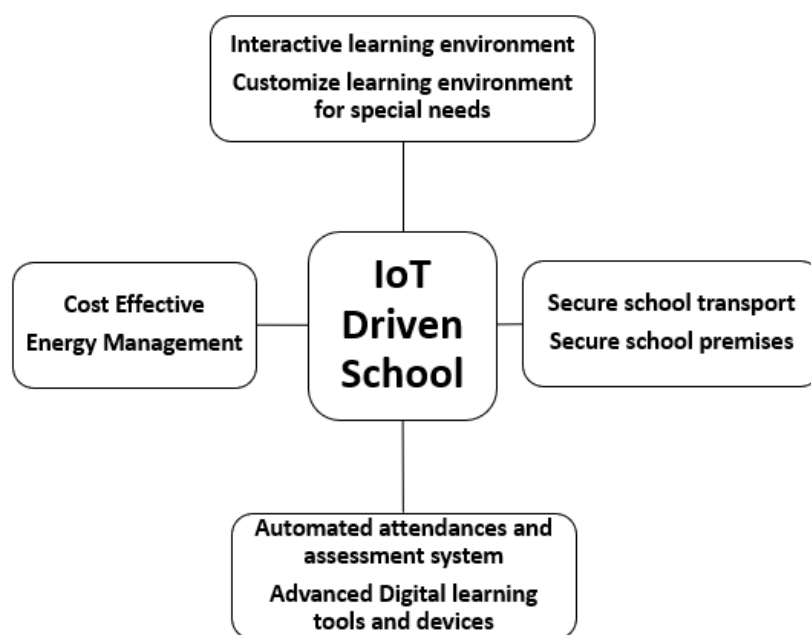 Interactive learning environment
Customize learning environment
for special needs
Cost Effective
Energy Management
IoT
Driven
School
Secure school transport
Secure school premises
Automated attendances and
assessment system
Advanced Digital learning
tools and devices